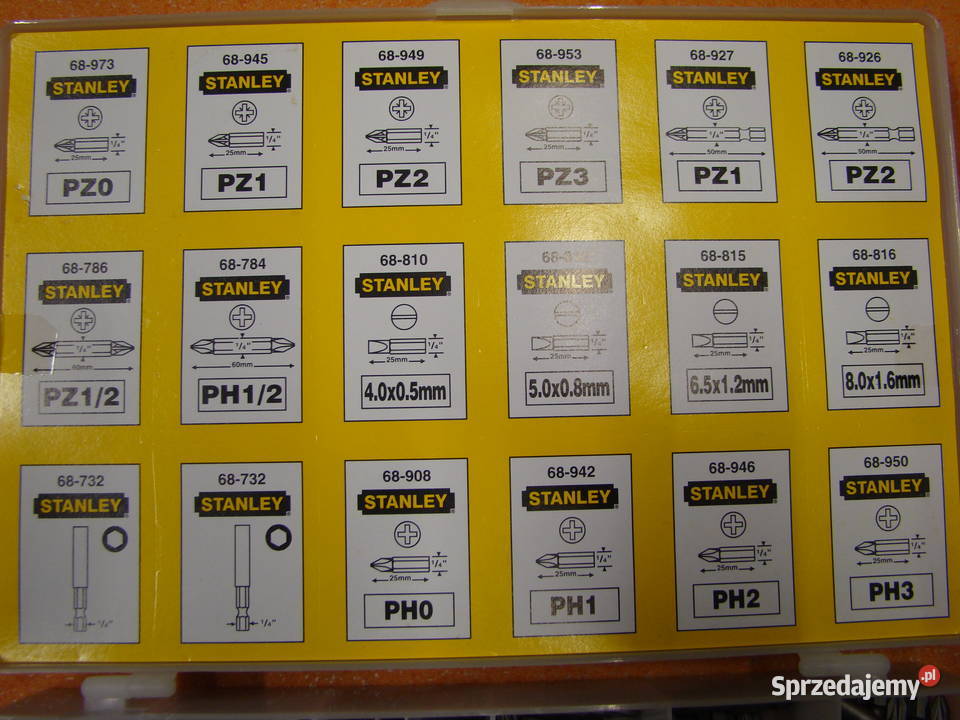 68-973 68-945 68-949 68-953 68-927 68-926
STANLEY STANLEY STANLEY STANLEY STANLEY STANLEY
1/4" 1/4" 1/4" 1/4" 1/4" 1/4"
25mm 25mm 25mm 25mm 50mm 50mm
PZ0 PZ1 PZ2 PZ3 PZ1 PZ2
68-786 68-784 68-810 68-815 68-816
STANLEY STANLEY STANLEY STANLEY STANLEY STANLEY
1/4" 1/4" 1/4" 1/4" 1/4" 1/4"
60mm 60mm 25mm 25mm 25mm 25mm
PZ1/2 PH1/2 4.0x0.5mm 5.0x0.8mm 6.5x1.2mm 8.0x1.6mm
68-732 68-732 68-908 68-942 68-946 68-950
STANLEY STANLEY STANLEY STANLEY STANLEY STANLEY
1/4" 1/4" 1/4" 1/4" 1/4" 1/4"
25mm 25mm 25mm 25mm
PH0 PH1 PH2 PH3
Sprzedajemy.pl